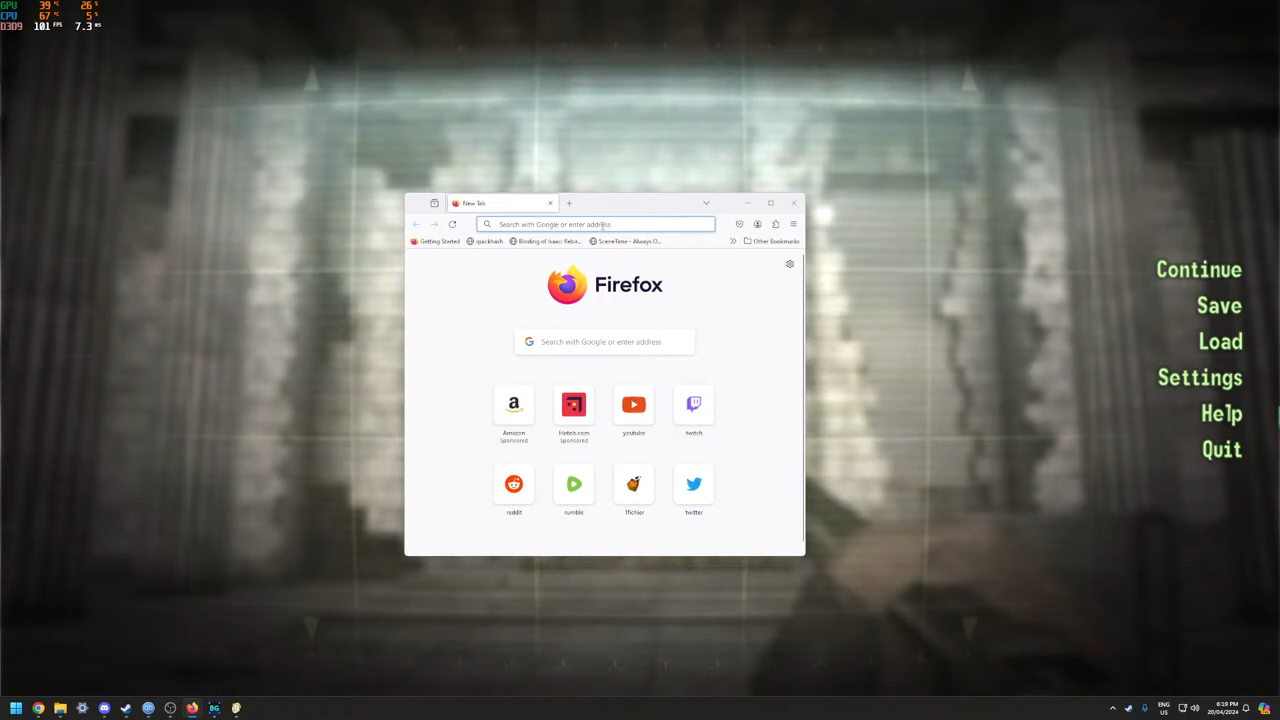 GPU 39 °C 26 %
CPU 67 °C 5 %
D3D9 101 FPS 7.3 ms
New Tab
Search with Google or enter address
Getting Started quickhash Binding of Isaac: Rebir... SceneTime - Always O... Other Bookmarks
Firefox
Search with Google or enter address
Amazon Hotels.com youtube twitch
Sponsored Sponsored
reddit rumble 1fichier twitter
Continue
Save
Load
Settings
Help
Quit
BG
ENG
US
6:19 PM
20/04/2024